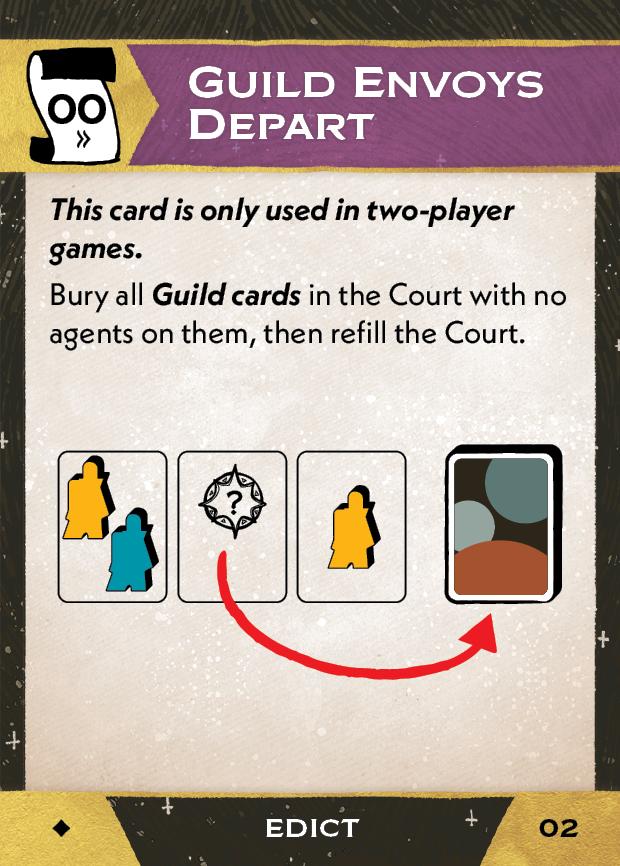 OO
»
GUILD ENVOYS
DEPART
This card is only used in two-player
games.
Bury all Guild cards in the Court with no
agents on them, then refill the Court.
?
EDICT
02